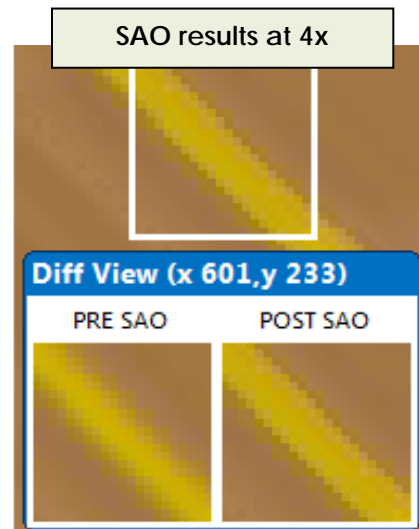 SAO results at 4x
Diff View (x 601,y 233)
PRE SAO POST SAO